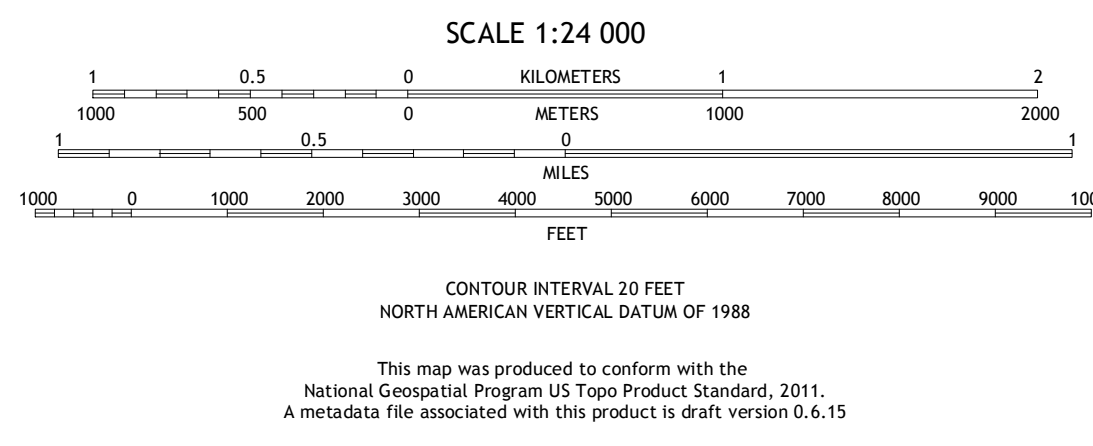 SCALE 1:24 000
1 0.5 0 KILOMETERS 1 2
1000 500 0 METERS 1000 2000
1 0.5 0 1
MILES
1000 0 1000 2000 3000 4000 5000 6000 7000 8000 9000
FEET
CONTOUR INTERVAL 20 FEET
NORTH AMERICAN VERTICAL DATUM OF 1988
This map was produced to conform with the
National Geospatial Program US Topo Product Standard, 2011.
A metadata file associated with this product is draft version 0.6.15